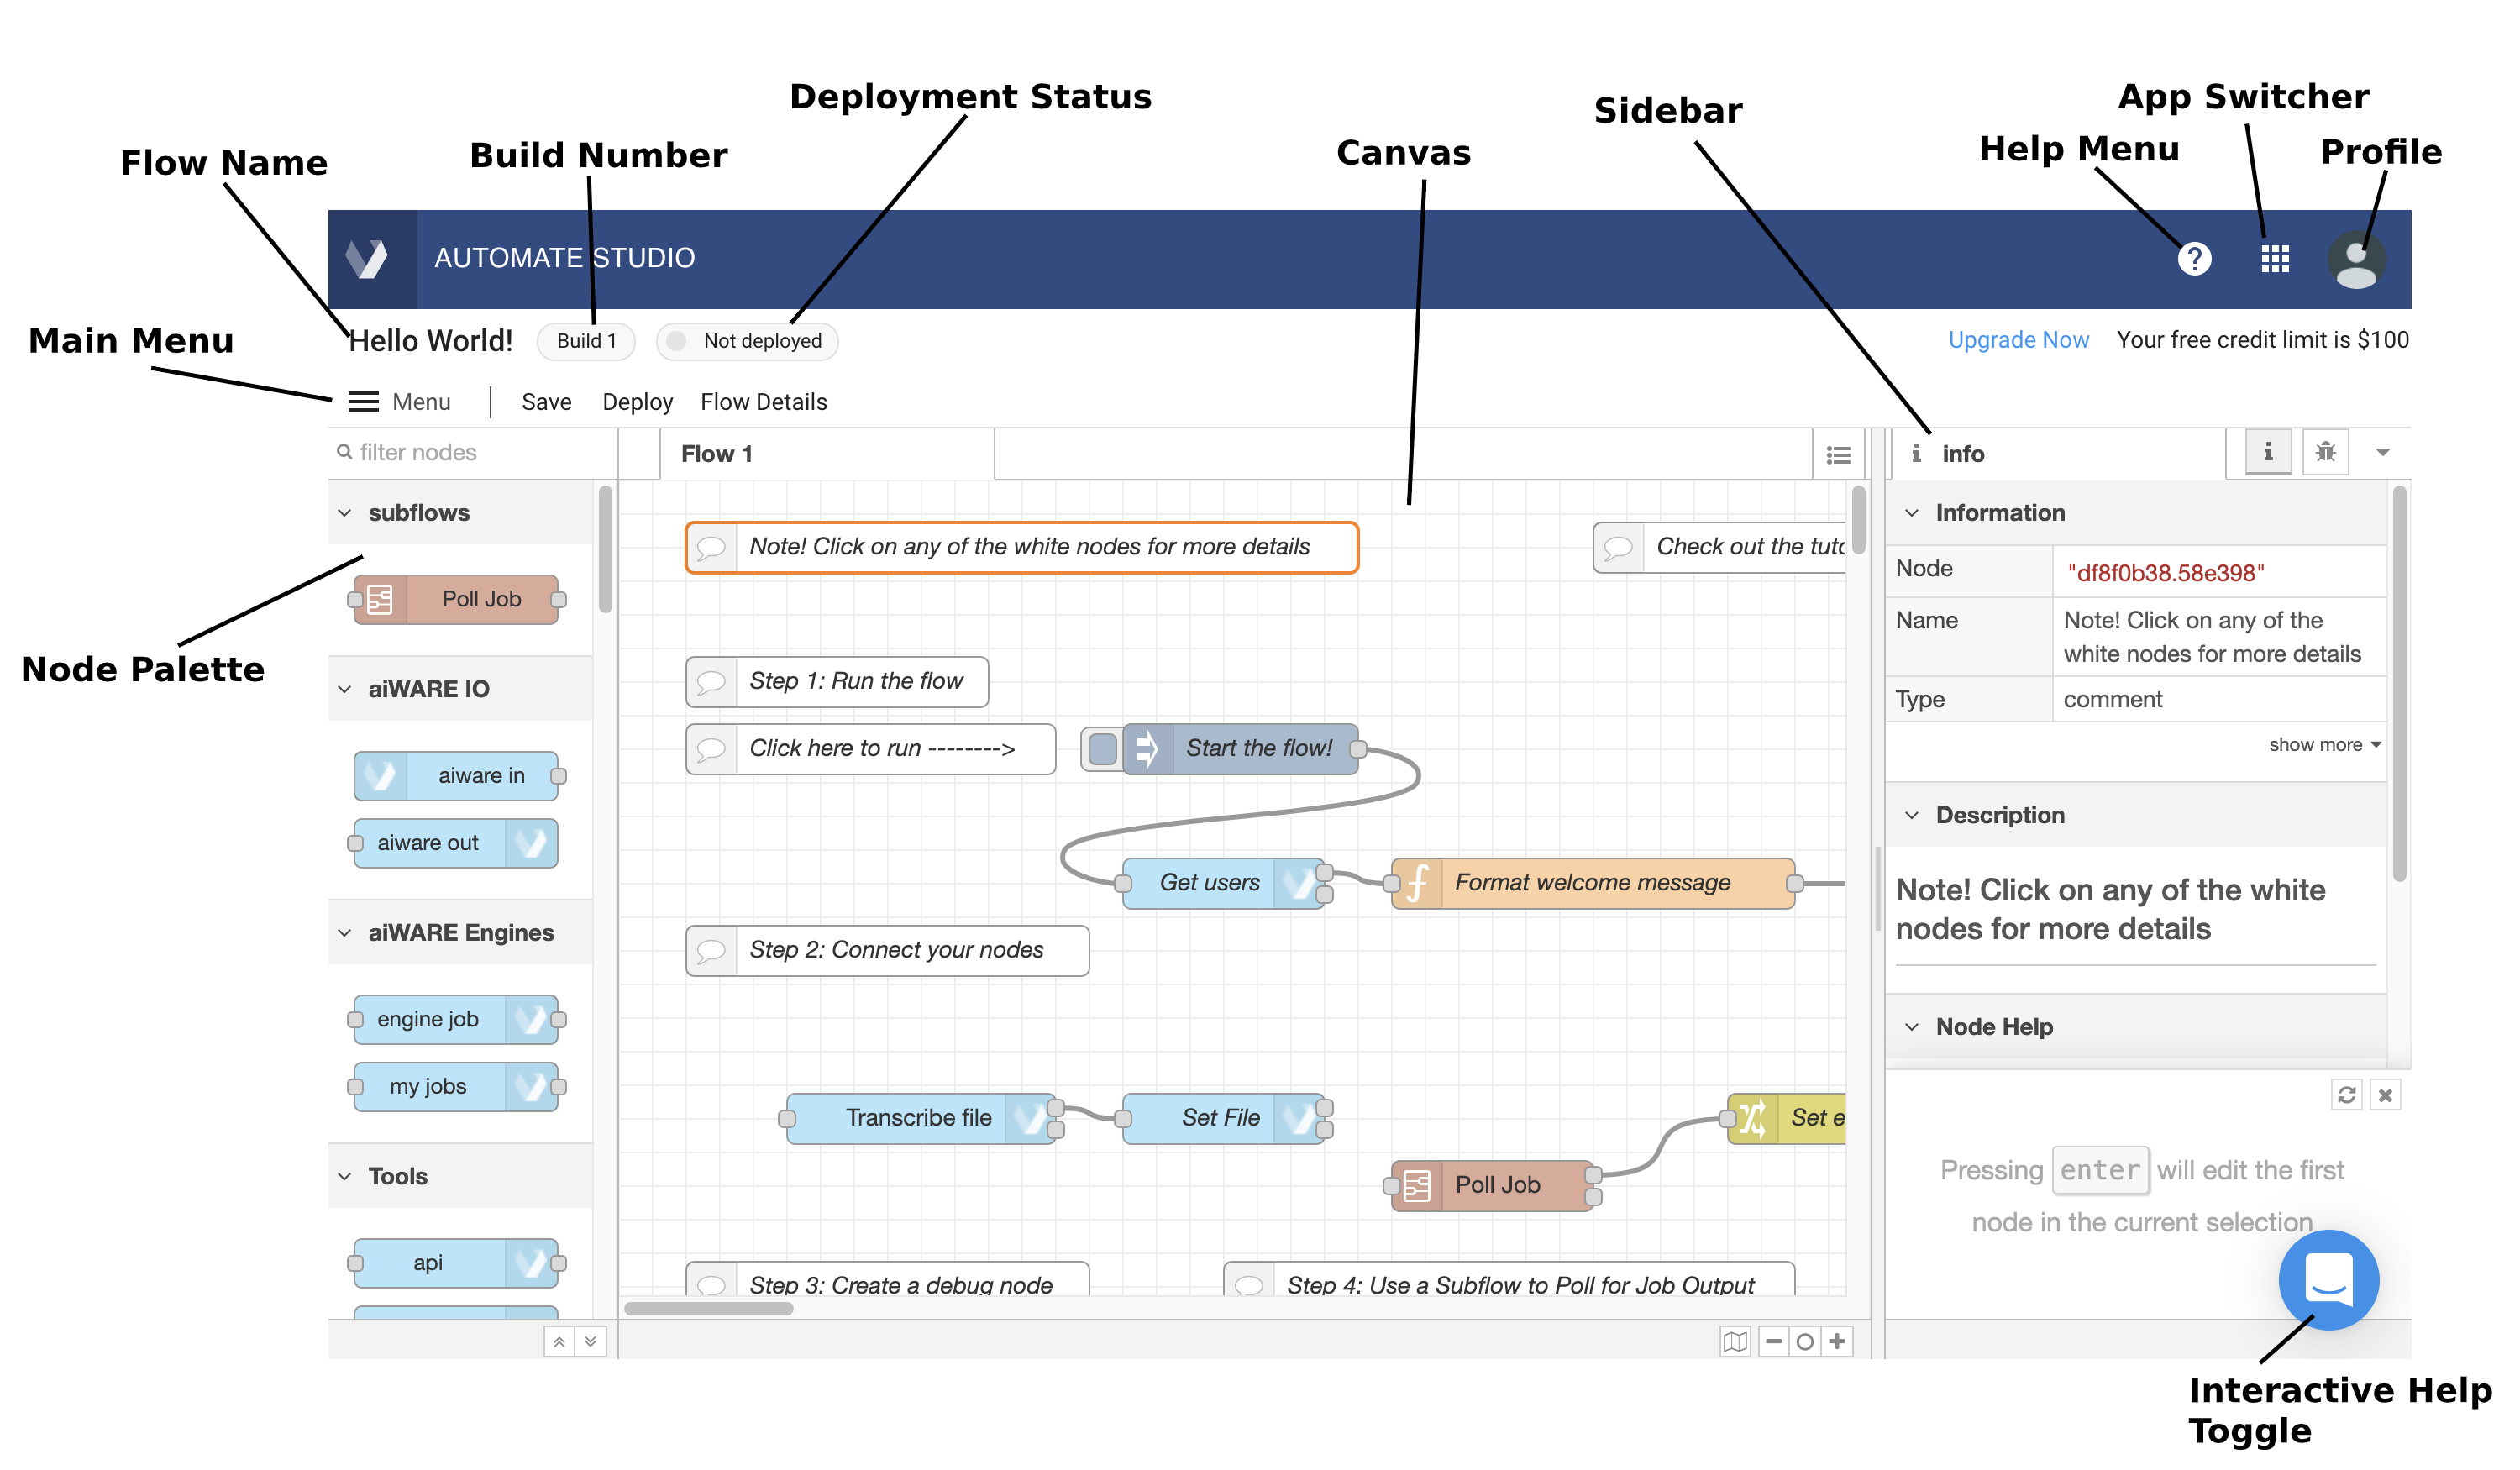 Deployment Status
App Switcher
Sidebar
Help Menu
Profile
Canvas
Build Number
Flow Name
AUTOMATE STUDIO
Main Menu
Hello World!
Build 1
Not deployed
Upgrade Now
Your free credit limit is $100
Menu
Save
Deploy
Flow Details
filter nodes
Flow 1
info
subflows
Poll Job
Node Palette
aiWARE IO
aiware in
aiware out
aiWARE Engines
engine job
my jobs
Tools
api
Note! Click on any of the white nodes for more details
Check out the tuto
Step 1: Run the flow
Click here to run -------->
Start the flow!
Get users
Format welcome message
Step 2: Connect your nodes
Transcribe file
Set File
Set e
Poll Job
Step 3: Create a debug node
Step 4: Use a Subflow to Poll for Job Output
Information
Node
"df8f0b38.58e398"
Name
Note! Click on any of the
white nodes for more details
Type
comment
show more
Description
Note! Click on any of the white
nodes for more details
Node Help
Pressing enter will edit the first
node in the current selection
Interactive Help
Toggle